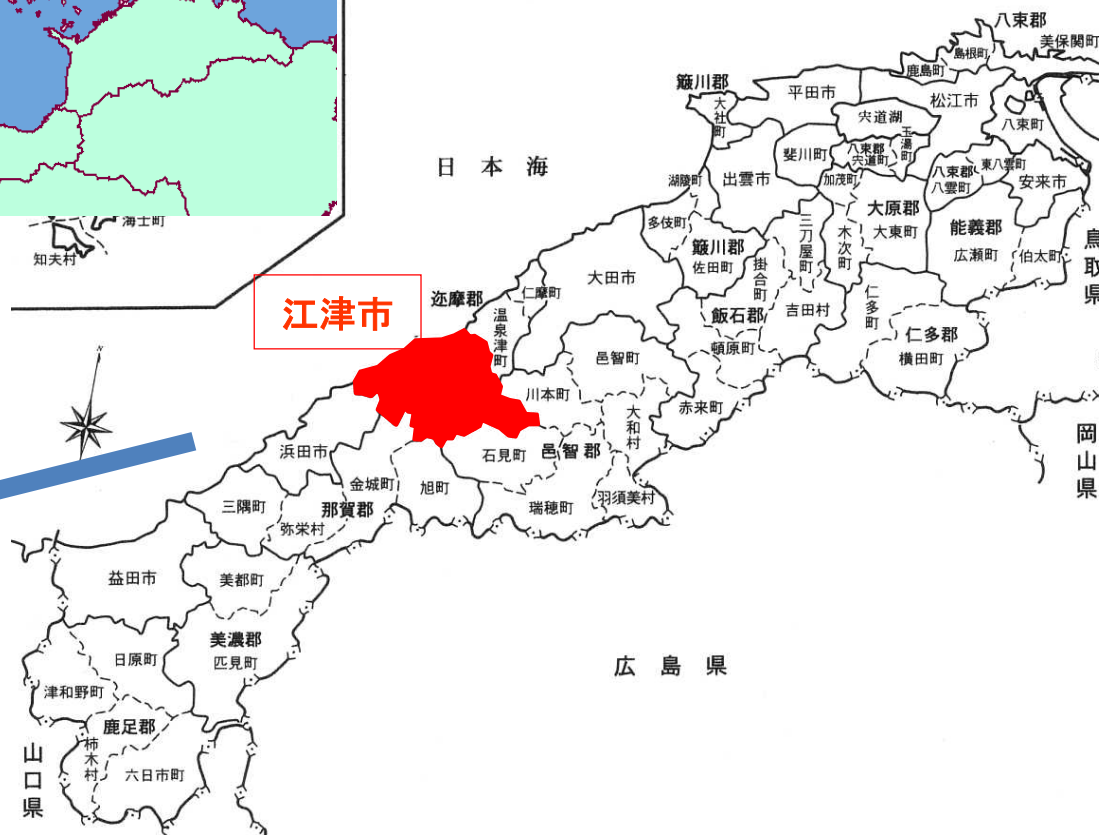 八束郡
美保関町
島根町
鹿島町
簸川郡
大社町
平田市
松江市
宍道湖
八束町
玉湯町
日本海
斐川町
八束郡
宍道町
湖陵町
出雲市
加茂町
八束郡
八雲町
東八雲町
安来市
海士町
知夫村
多伎町
簸川郡
佐田町
掛合町
三刀屋町
木次町
大原郡
大東町
能義郡
広瀬町
伯太町
鳥取県
大田市
江津市
迩摩郡
仁摩町
温泉津町
飯石郡
頓原町
吉田村
仁多町
仁多郡
横田町
N
邑智町
川本町
赤来町
大和村
岡山県
浜田市
石見町
邑智郡
金城町
旭町
羽須美村
瑞穂町
三隅町
那賀郡
弥栄村
益田市
美都町
美濃郡
匹見町
日原町
広島県
津和野町
鹿足郡
柿木村
六日市町
山口県